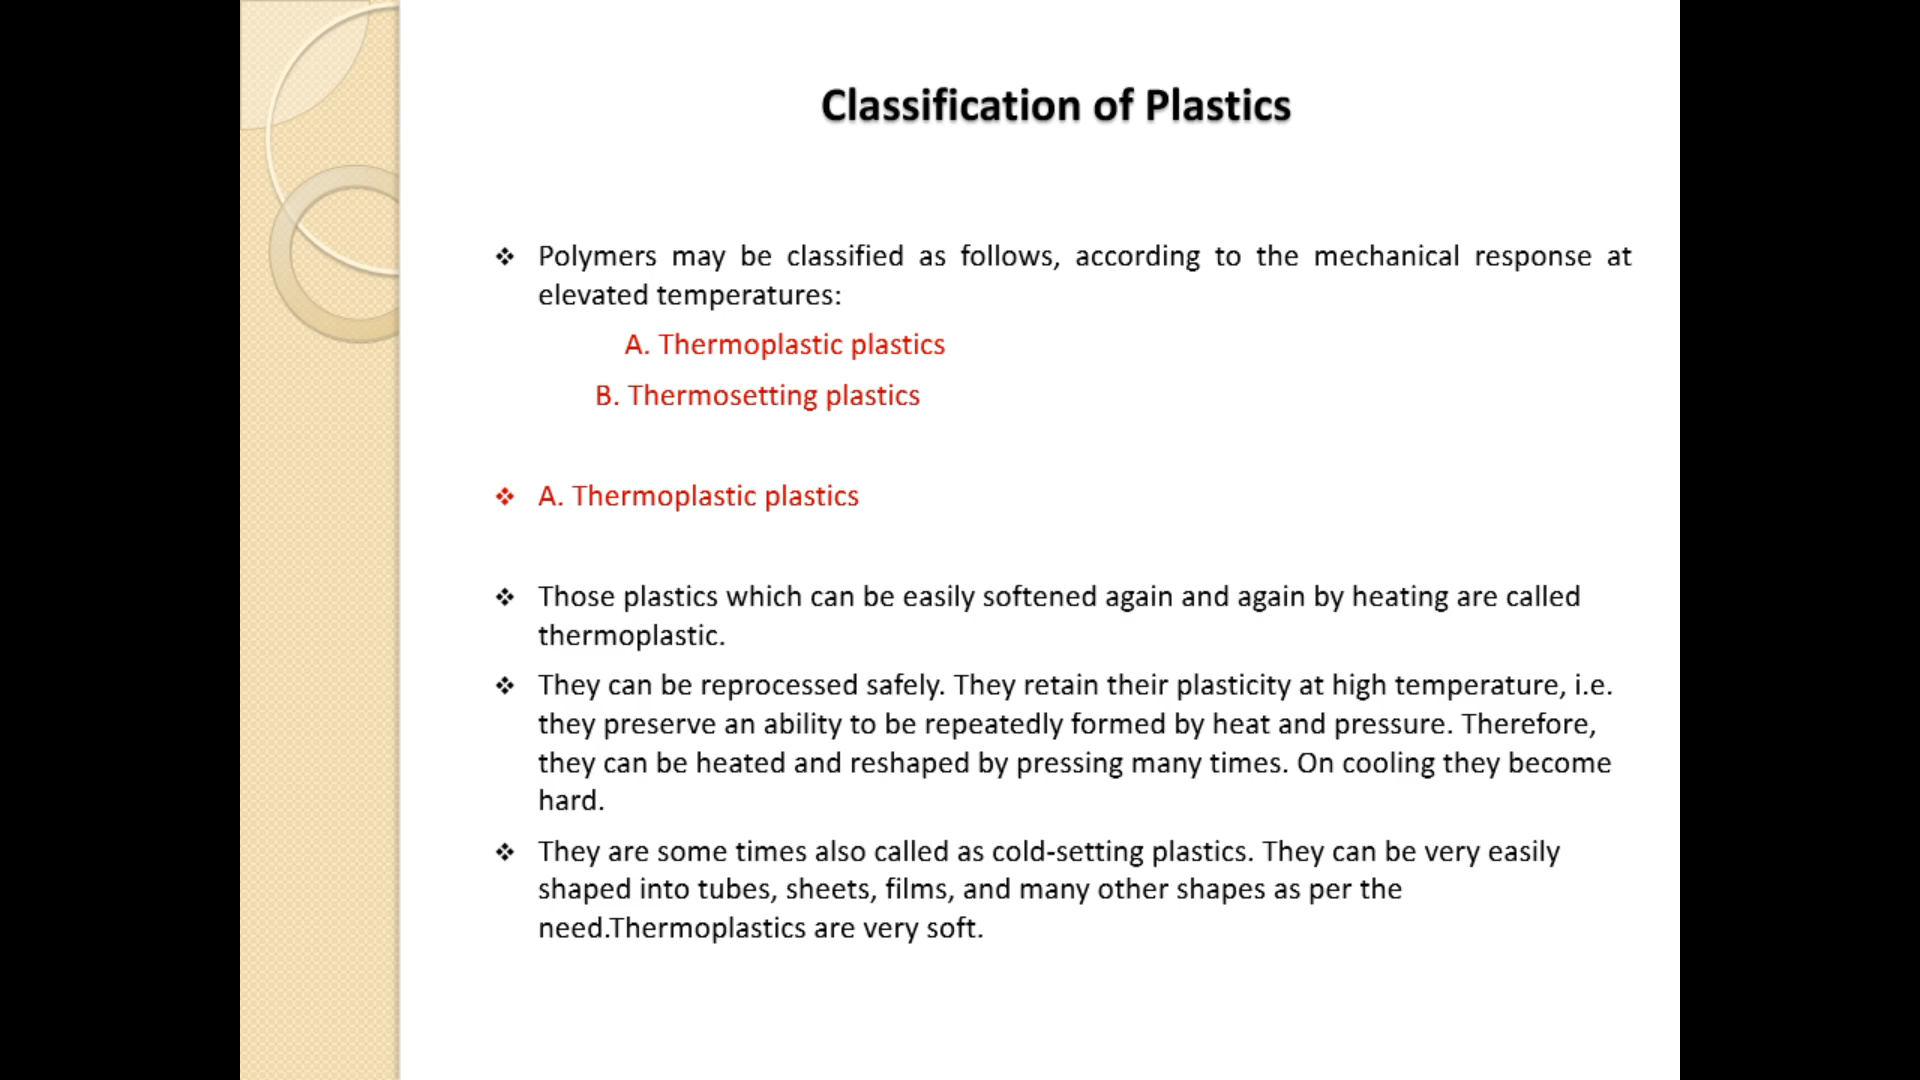 Classification of Plastics
❖ Polymers may be classified as follows, according to the mechanical response at
elevated temperatures:
A. Thermoplastic plastics
B. Thermosetting plastics
❖ A. Thermoplastic plastics
❖ Those plastics which can be easily softened again and again by heating are called
thermoplastic.
❖ They can be reprocessed safely. They retain their plasticity at high temperature, i.e.
they preserve an ability to be repeatedly formed by heat and pressure. Therefore,
they can be heated and reshaped by pressing many times. On cooling they become
hard.
❖ They are some times also called as cold-setting plastics. They can be very easily
shaped into tubes, sheets, films, and many other shapes as per the
need.Thermoplastics are very soft.